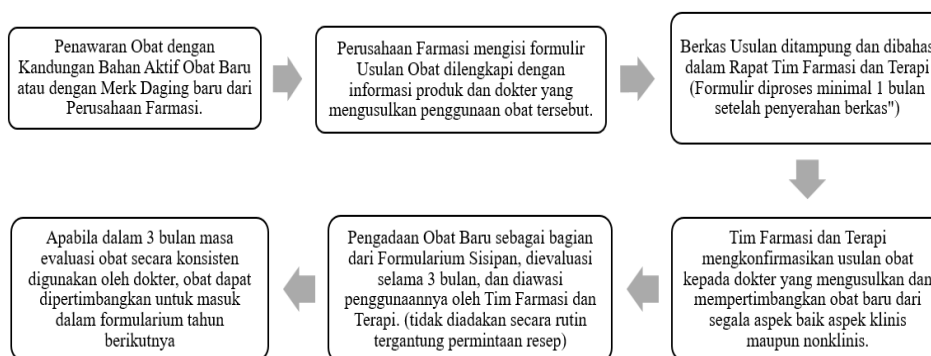 Penawaran Obat dengan
Kandungan Bahan Aktif Obat Baru
atau dengan Merk Daging baru dari
Perusahaan Farmasi.
Perusahaan Farmasi mengisi formulir
Usulan Obat dilengkapi dengan
informasi produk dan dokter yang
mengusulkan penggunaan obat tersebut.
Berkas Usulan ditampung dan dibahas
dalam Rapat Tim Farmasi dan Terapi
(Formulir diproses minimal 1 bulan
setelah penyerahan berkas")
Tim Farmasi dan Terapi
mengkonfirmasikan usulan obat
kepada dokter yang mengusulkan dan
mempertimbangkan obat baru dari
segala aspek baik aspek klinis
maupun nonklinis.
Pengadaan Obat Baru sebagai bagian
dari Formularium Sisipan, dievaluasi
selama 3 bulan, dan diawasi
penggunaannya oleh Tim Farmasi dan
Terapi. (tidak diadakan secara rutin
tergantung permintaan resep)
Apabila dalam 3 bulan masa
evaluasi obat secara konsisten
digunakan oleh dokter, obat dapat
dipertimbangkan untuk masuk
dalam formularium tahun
berikutnya